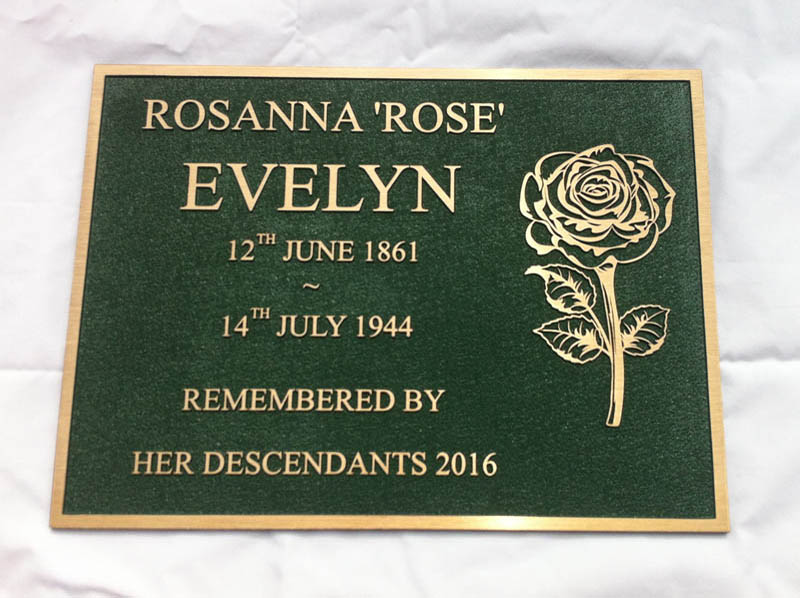 ROSANNA 'ROSE'
EVELYN
12TH JUNE 1861
~
14TH JULY 1944
REMEMBERED BY
HER DESCENDANTS 2016